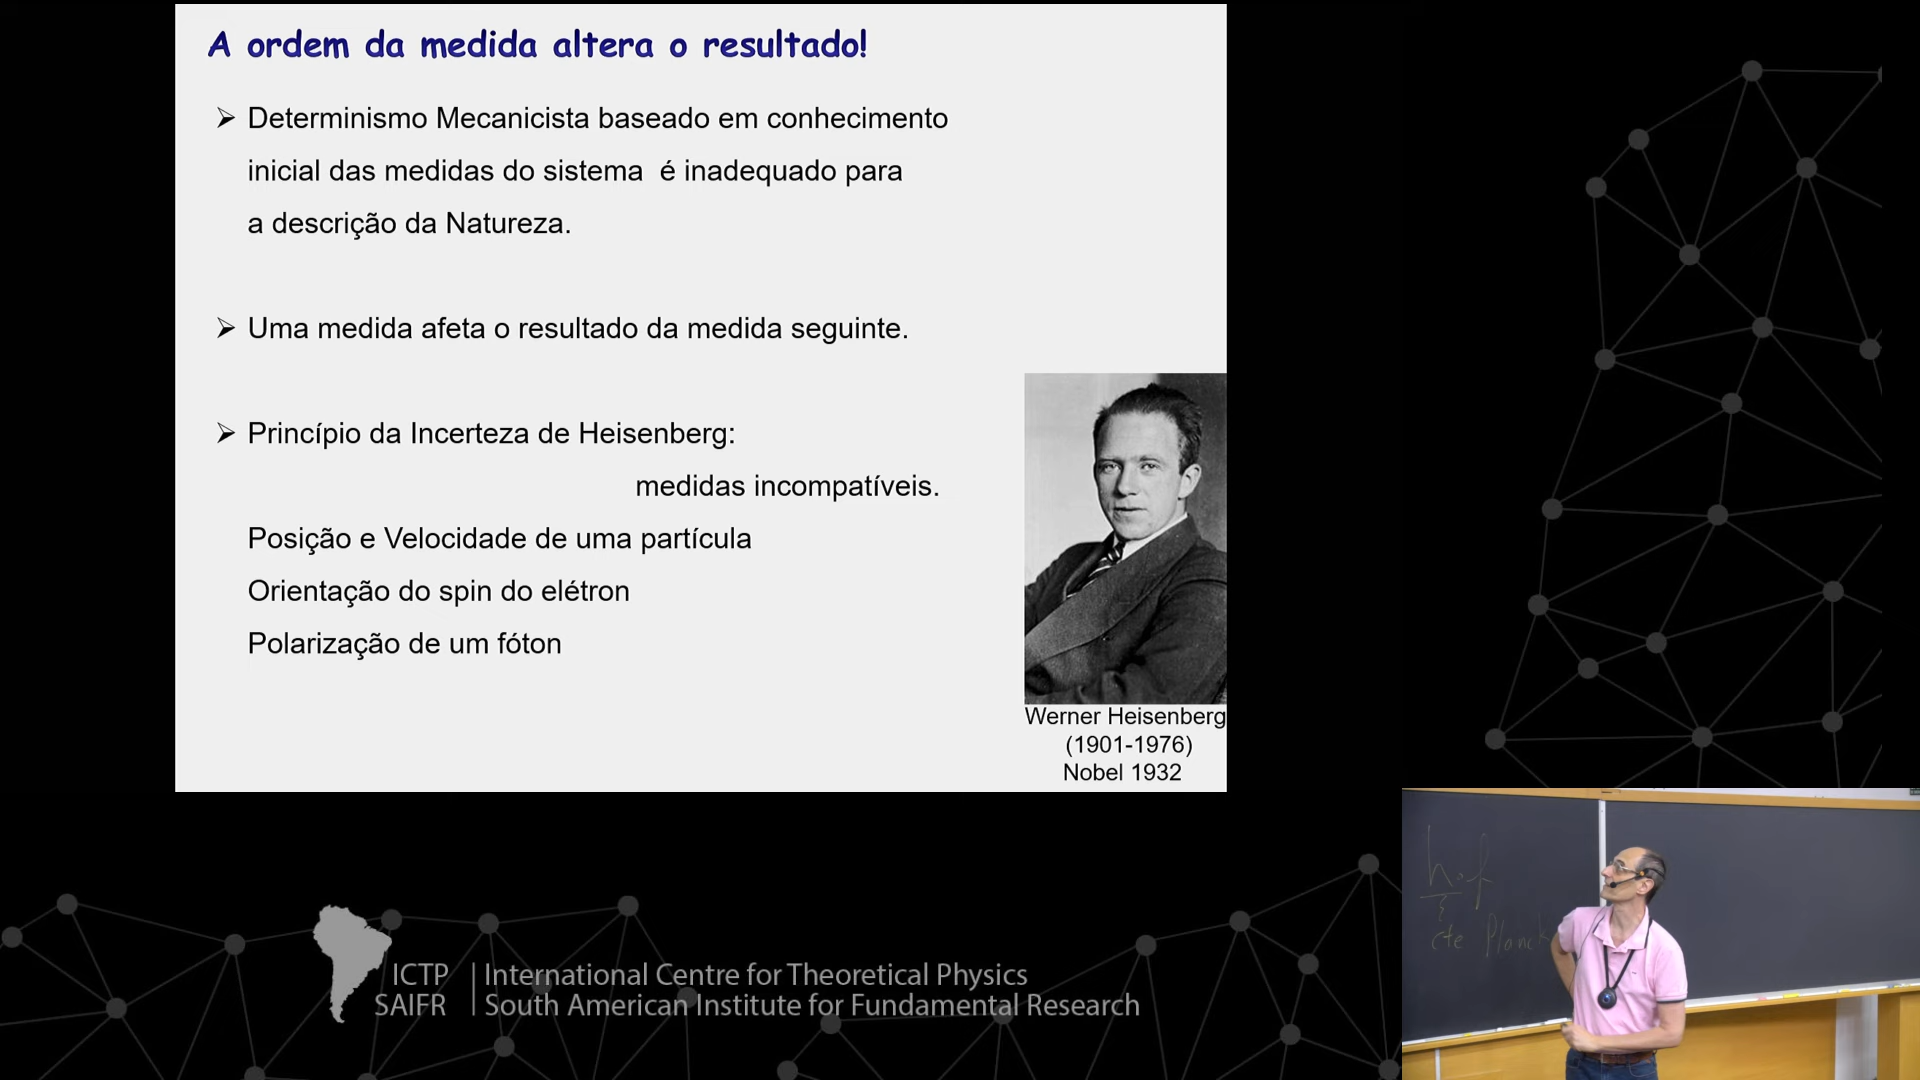 A ordem da medida altera o resultado!
➢ Determinismo Mecanicista baseado em conhecimento
inicial das medidas do sistema é inadequado para
a descrição da Natureza.
➢ Uma medida afeta o resultado da medida seguinte.
➢ Princípio da Incerteza de Heisenberg:
medidas incompatíveis.
Posição e Velocidade de uma partícula
Orientação do spin do elétron
Polarização de um fóton
Werner Heisenberg
(1901-1976)
Nobel 1932
h.f
cte Planck
ICTP | International Centre for Theoretical Physics
SAIFR | South American Institute for Fundamental Research